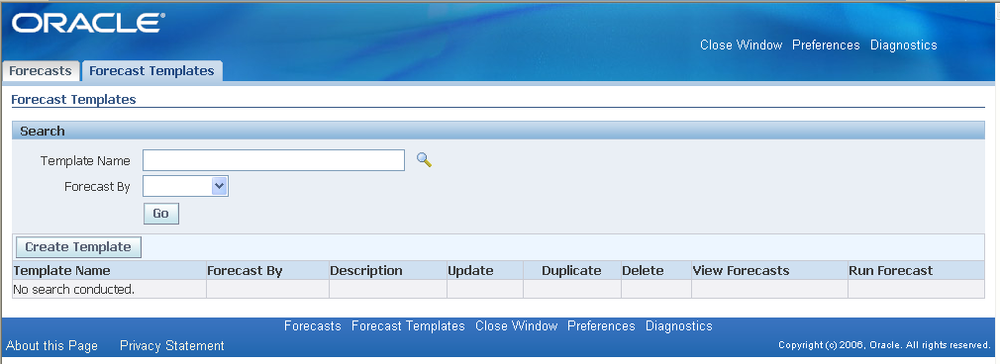 ORACLE®
Close Window Preferences Diagnostics
Forecasts Forecast Templates
Forecast Templates
Search
Template Name
Forecast By
Go
Create Template
Template Name Forecast By Description Update Duplicate Delete View Forecasts Run Forecast
No search conducted.
Forecasts Forecast Templates Close Window Preferences Diagnostics
About this Page Privacy Statement Copyright (c) 2006, Oracle. All rights reserved.